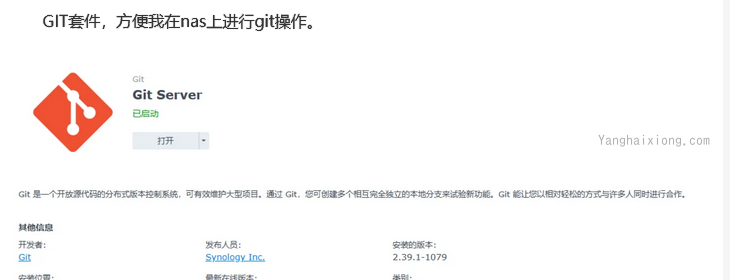 GIT套件，方便我在nas上进行git操作。
Git
Git Server
已启动
打开
Yanghaixiong.com
Git 是一个开放源代码的分布式版本控制系统，可有效维护大型项目。通过 Git，您可创建多个相互完全独立的本地分支来试验新功能。Git 能让您以相对轻松的方式与许多人同时进行合作。
其他信息
开发者: 发布人员: 安装的版本:
Git Synology Inc. 2.39.1-1079
安装位置: 最新在线版本: 类别: